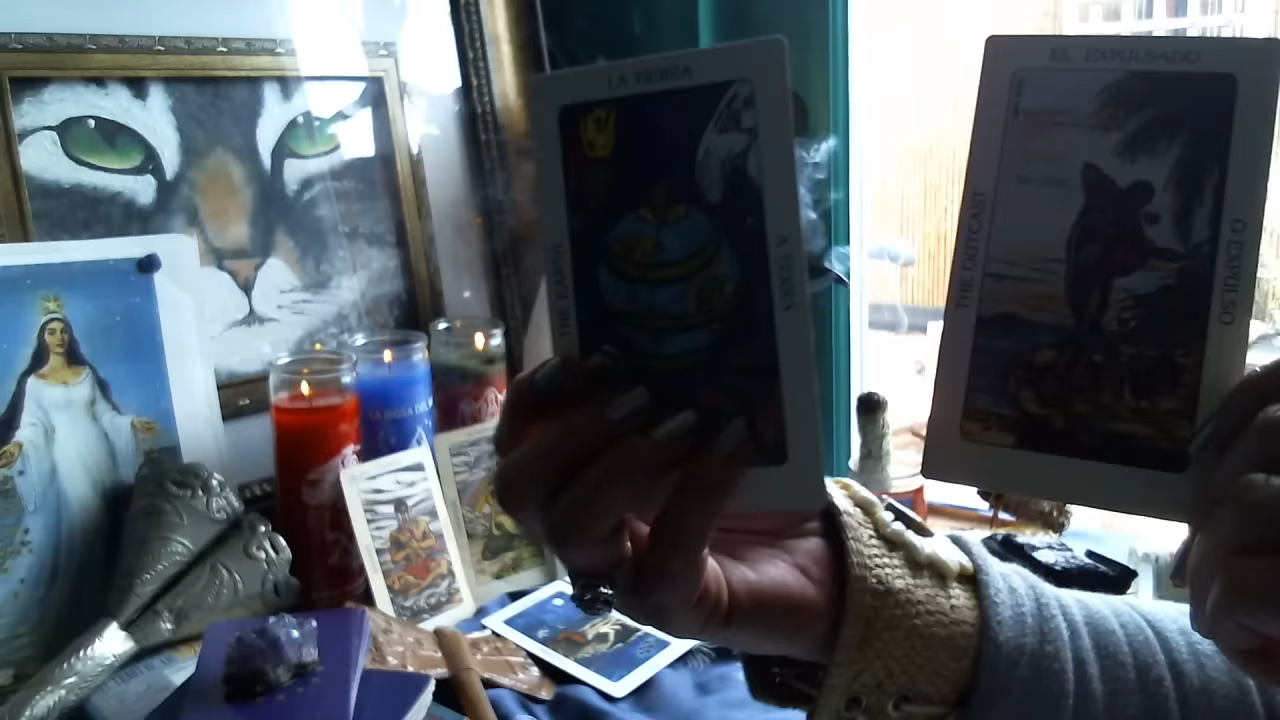 LA TIERRA
THE EARTH
A TERRA
EL EXPULSADO
THE OUTCAST
O EXPULSO